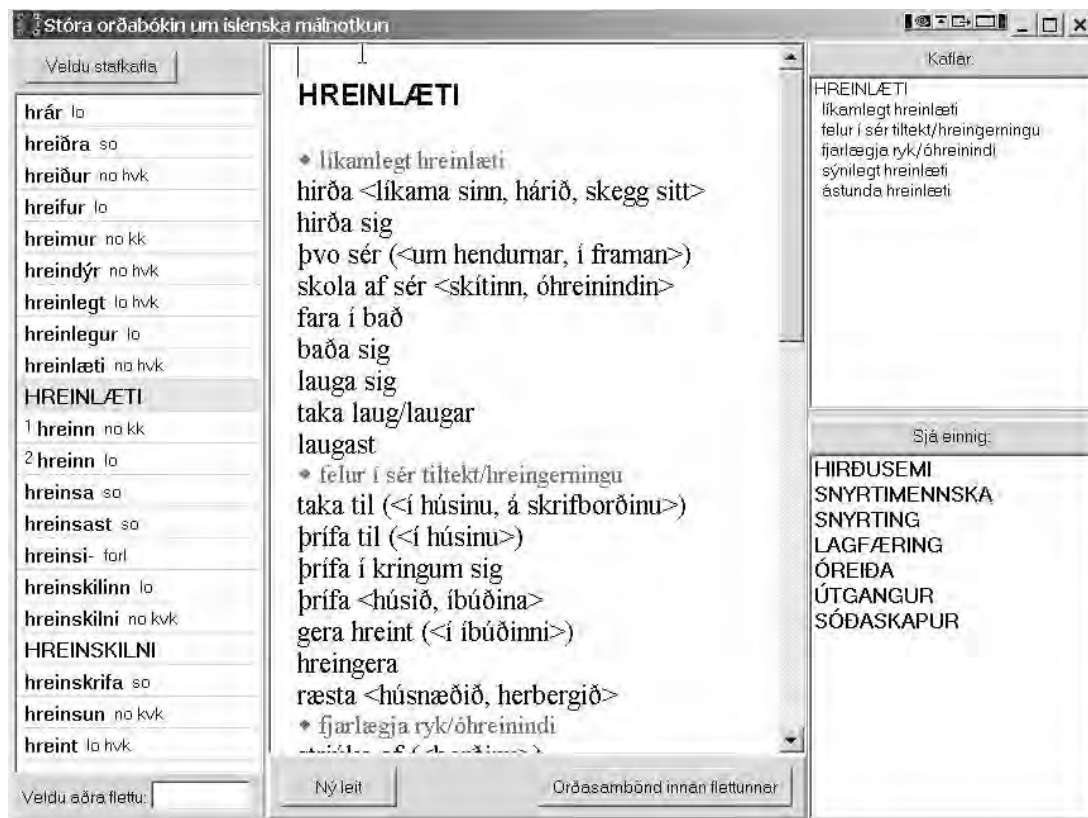 Stóra orðabókin um íslenska málnotkun
Veldu stafkafla
hrár lo
hreiðra so
hreiður no hvk
hreifur lo
hreimur no kk
hreindýr no hvk
hreinlegt lo hvk
hreinlegur lo
hreinlæti no hvk
HREINLÆTI
1 hreinn no kk
2 hreinn lo
hreinsa so
hreinsast so
hreinsi- forl
hreinskilinn lo
hreinskilni no kvk
HREINSKILNI
hreinskrifa so
hreinsun no kvk
hreint lo hvk
Veldu aðra flettu:
HREINLÆTI
• líkamlegt hreinlæti
hirða <líkama sinn, hárið, skegg sitt>
hirða sig
þvo sér (<um hendurnar, í framan>)
skola af sér <skítinn, óhreinindin>
fara í bað
baða sig
lauga sig
taka laug/laugar
laugast
• felur í sér tiltekt/hreingerningu
taka til (<í húsinu, á skrifborðinu>)
þrífa til (<í húsinu>)
þrífa í kringum sig
þrífa <húsið, íbúðina>
gera hreint (<í íbúðinni>)
hreingera
ræsta <húsnæðið, herbergið>
• fjarlægja ryk/óhreinindi
Ný leit
Orðasambönd innan flettunnar
Kaflar:
HREINLÆTI
líkamlegt hreinlæti
felur í sér tiltekt/hreingerningu
fjarlægja ryk/óhreinindi
sýnilegt hreinlæti
ástunda hreinlæti
Sjá einnig:
HIRÐUSEMI
SNYRTIMENNSKA
SNYRTING
LAGFÆRING
ÓREIÐA
ÚTGANGUR
SÓÐASKAPUR